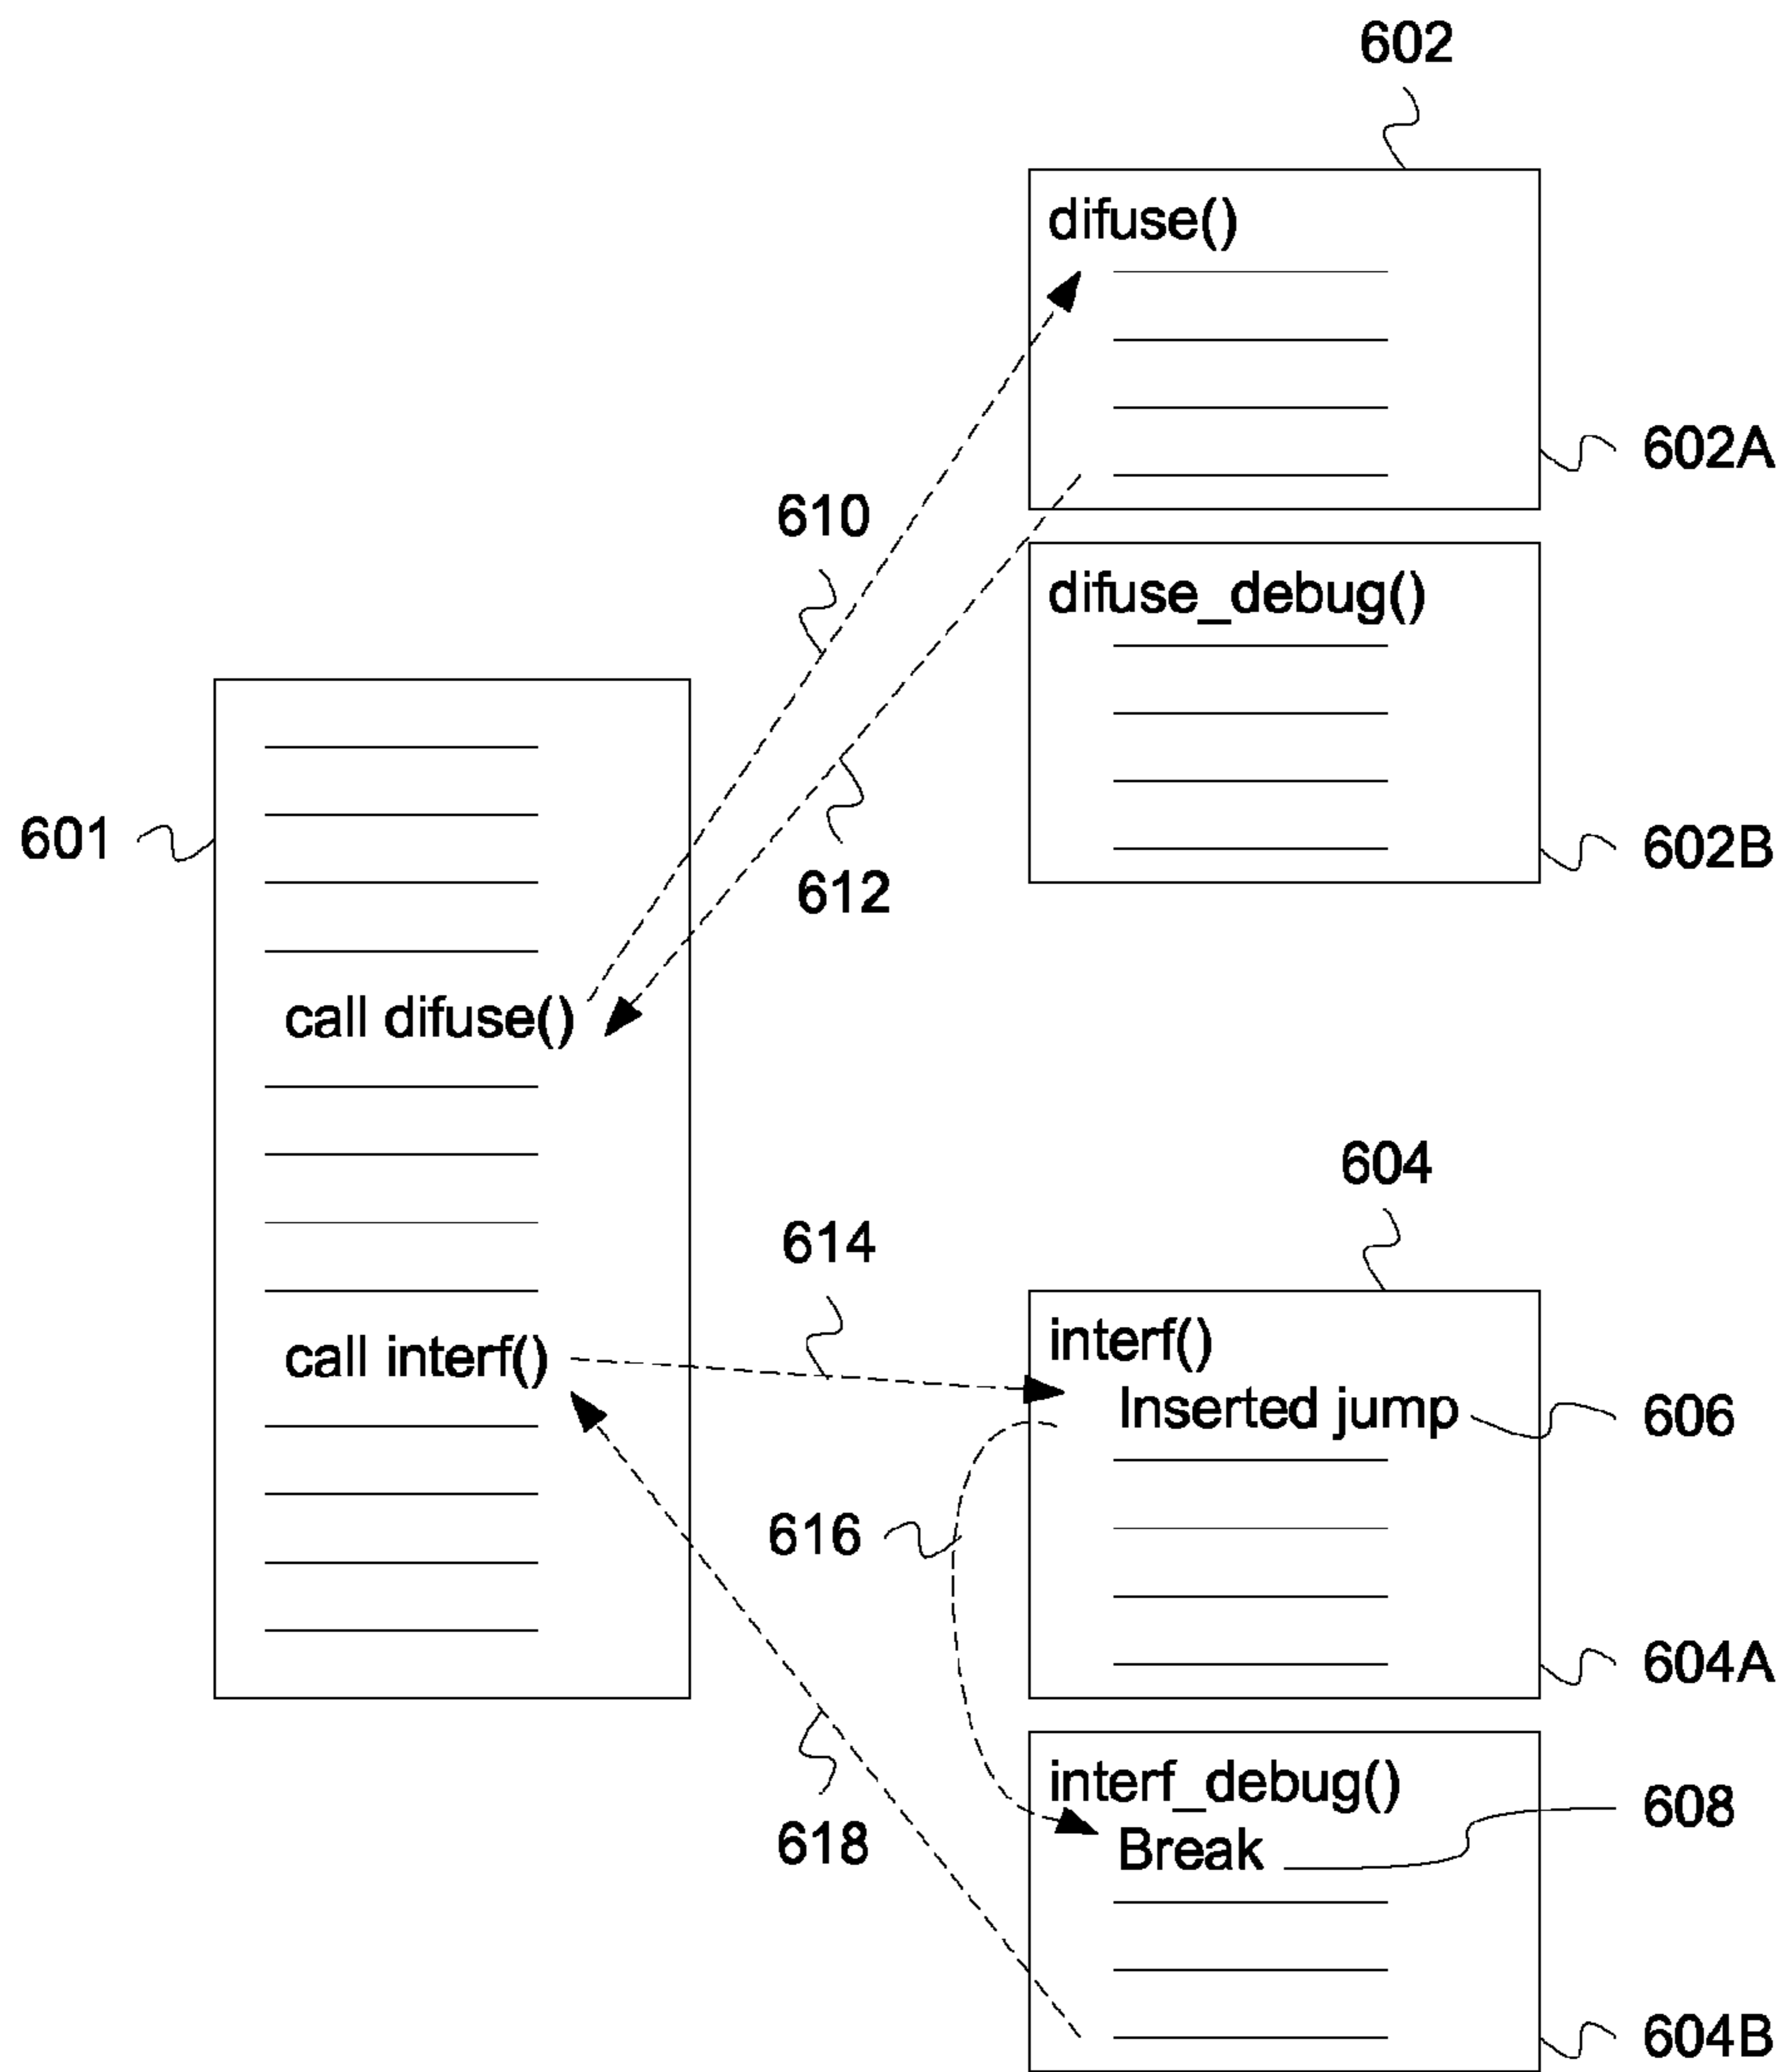 602
difuse()
602A
610
difuse_debug()
601
612
602B
call difuse()
604
614
call interf()
interf()
Inserted jump
606
616
604A
interf_debug()
608
618
Break
604B